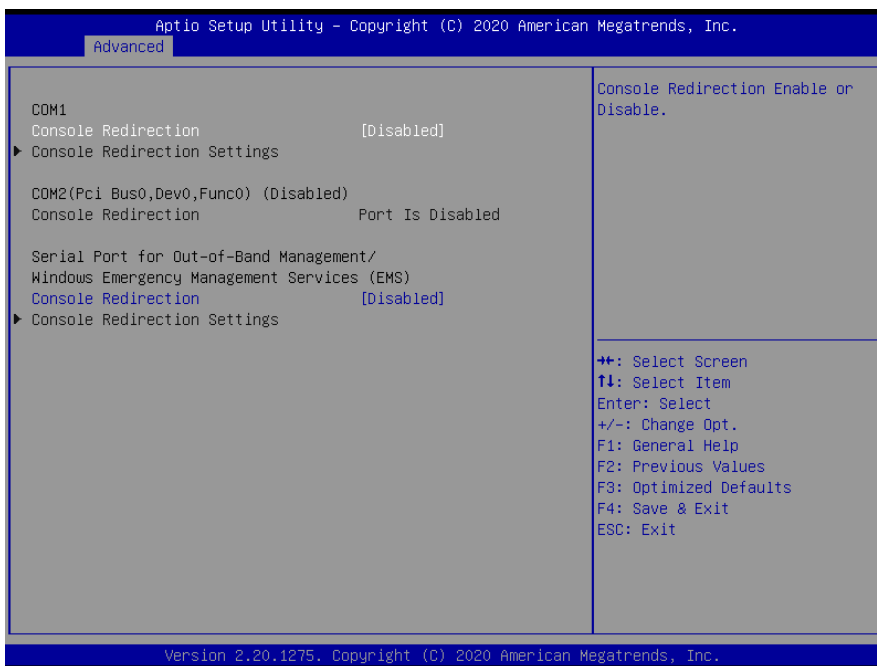 Aptio Setup Utility – Copyright (C) 2020 American Megatrends, Inc.
Advanced
COM1
Console Redirection [Disabled]
▶ Console Redirection Settings
COM2(Pci Bus0,Dev0,Func0) (Disabled)
Console Redirection Port Is Disabled
Serial Port for Out-of-Band Management/
Windows Emergency Management Services (EMS)
Console Redirection [Disabled]
▶ Console Redirection Settings
Console Redirection Enable or
Disable.
→←: Select Screen
↑↓: Select Item
Enter: Select
+/-: Change Opt.
F1: General Help
F2: Previous Values
F3: Optimized Defaults
F4: Save & Exit
ESC: Exit
Version 2.20.1275. Copyright (C) 2020 American Megatrends, Inc.